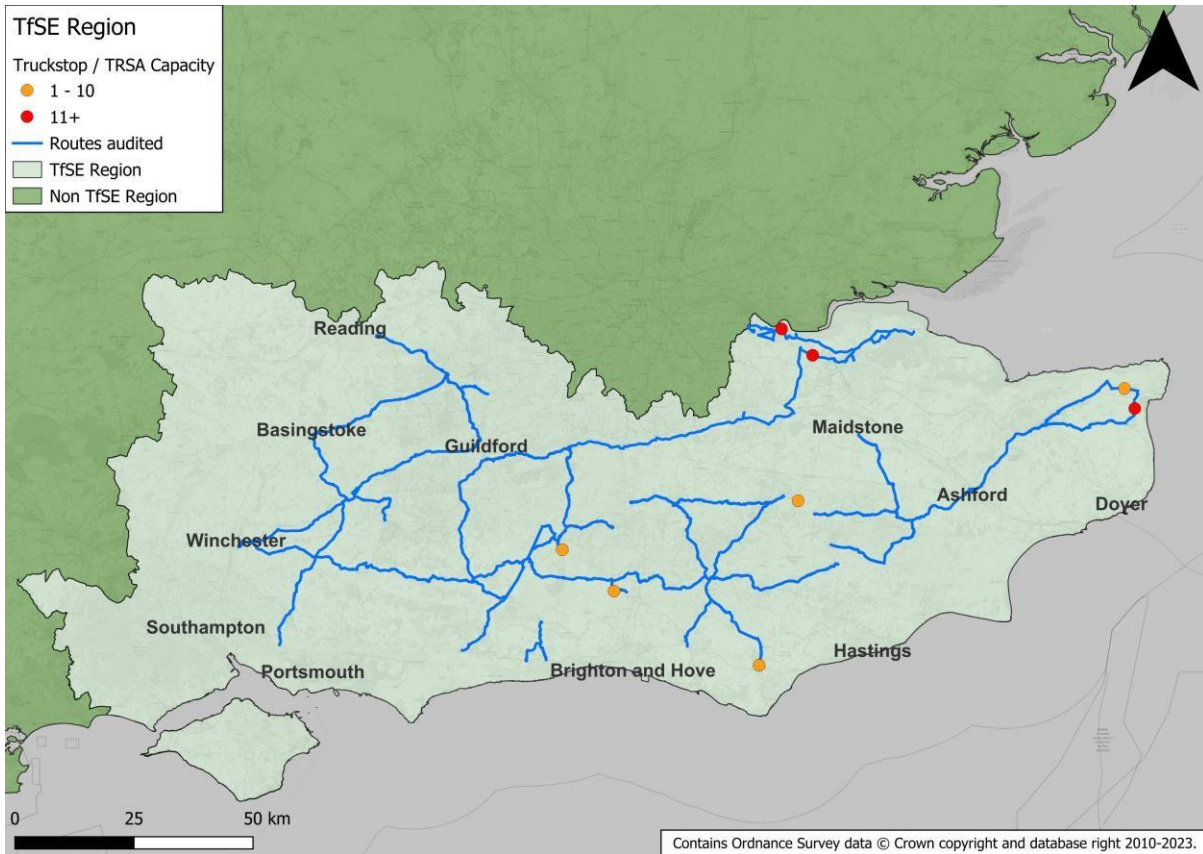 TfSE Region
Truckstop / TRSA Capacity
1 - 10
11+
Routes audited
TfSE Region
Non TfSE Region
Reading
Basingstoke
Guildford
Maidstone
Ashford
Dover
Winchester
Southampton
Portsmouth
Brighton and Hove
Hastings
0 25 50 km
Contains Ordnance Survey data © Crown copyright and database right 2010-2023.